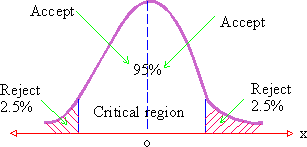 Accept
Accept
95%
Reject
2.5%
Critical region
Reject
2.5%
o
x